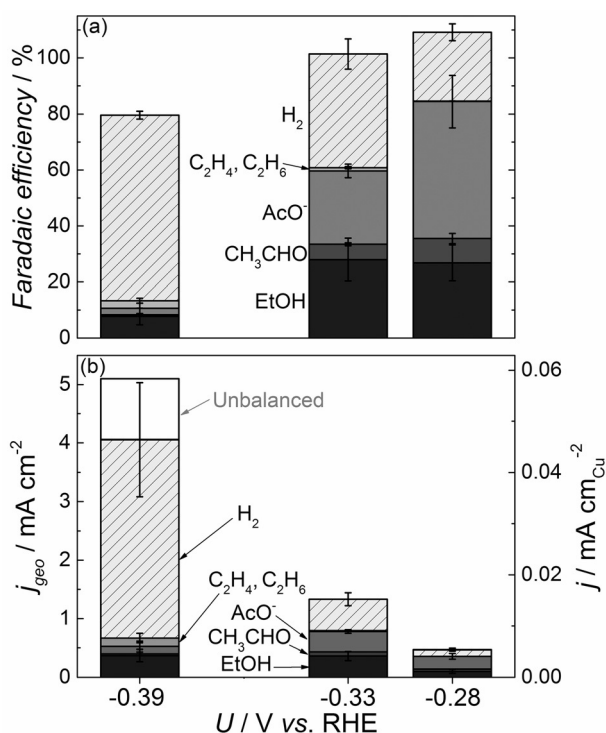 (a)
Faradaic efficiency / %
100
80
60
40
20
0
H₂
C₂H₄, C₂H₆
AcO⁻
CH₃CHO
EtOH
(b)
j_geo / mA cm⁻²
5
4
3
2
1
0
Unbalanced
H₂
C₂H₄, C₂H₆
AcO⁻
CH₃CHO
EtOH
0.06
0.04
0.02
0.00
j / mA cm_Cu⁻²
-0.39
-0.33
-0.28
U / V vs. RHE